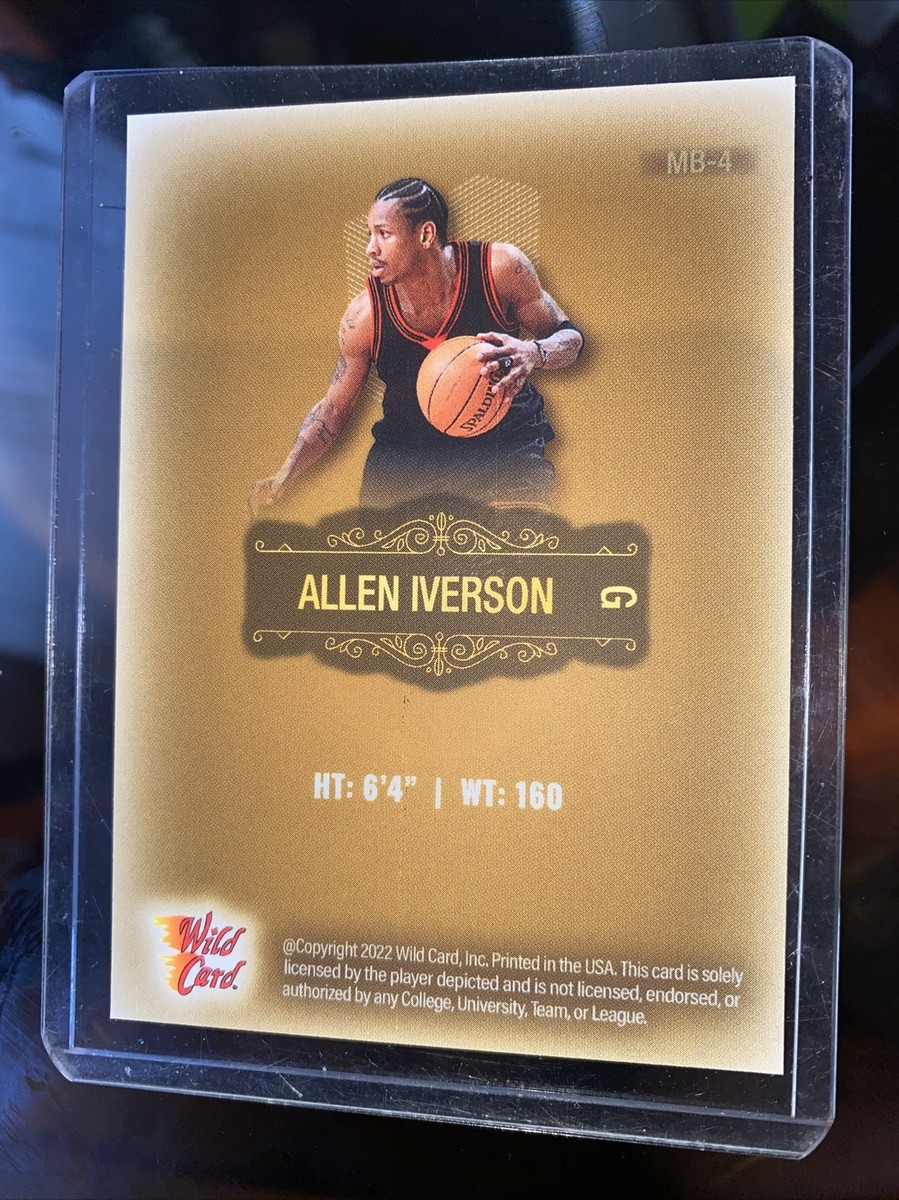 MB-4
SPALDING
ALLEN IVERSON G
HT: 6'4” | WT: 160
Wild
Card.
@Copyright 2022 Wild Card, Inc. Printed in the USA. This card is solely
licensed by the player depicted and is not licensed, endorsed, or
authorized by any College, University, Team, or League.